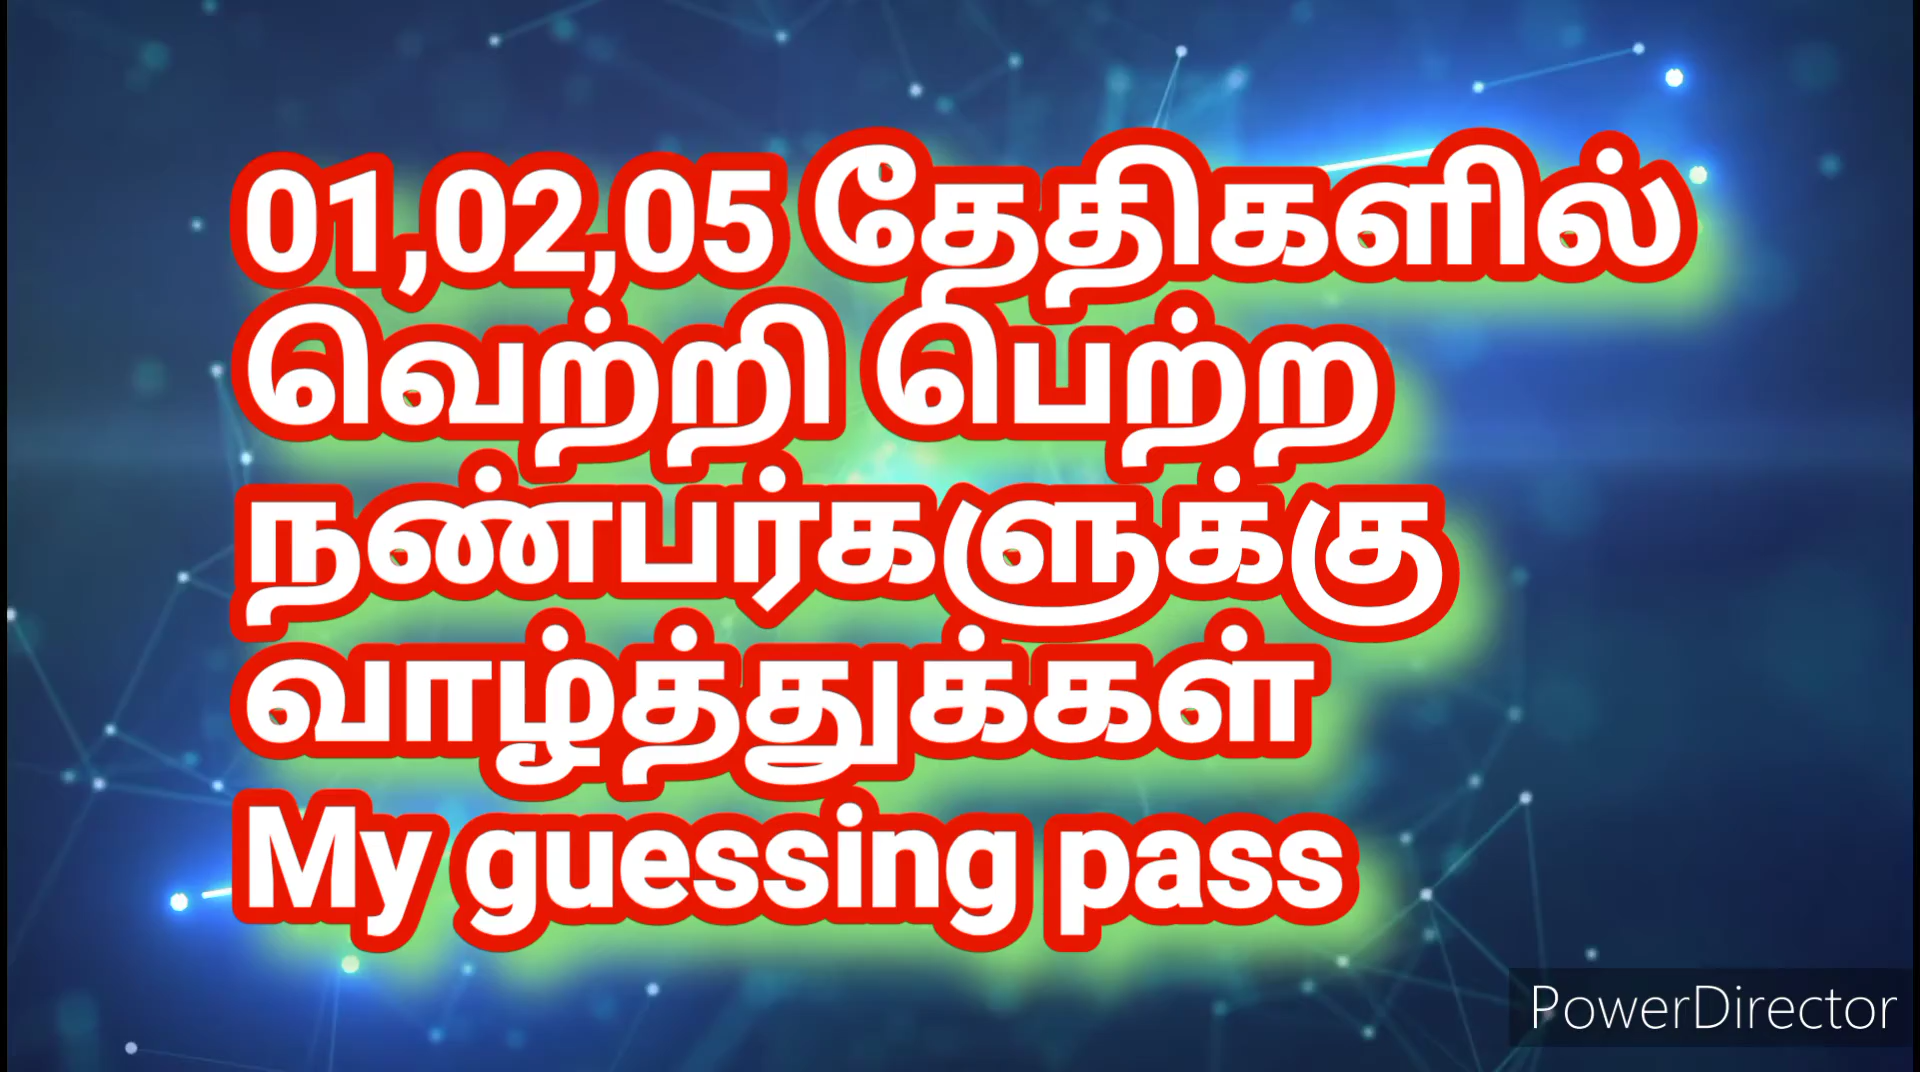 01,02,05 தேதிகளில்
வெற்றி பெற்ற
நண்பர்களுக்கு
வாழ்த்துக்கள்
My guessing pass
PowerDirector